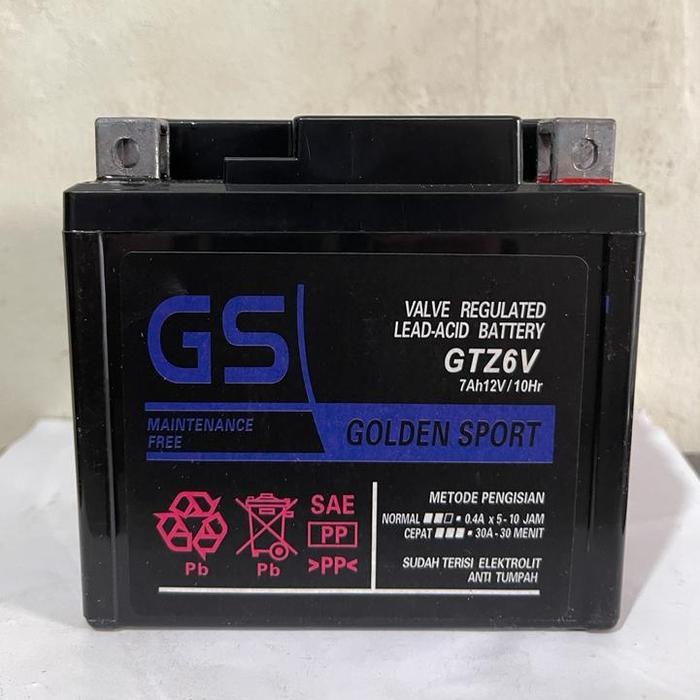 GS
VALVE REGULATED
LEAD-ACID BATTERY
GTZ6V
7Ah12V/10Hr
MAINTENANCE
FREE
GOLDEN SPORT
Pb
Pb
SAE
PP
>PP<
METODE PENGISIAN
NORMAL ■■□ ▪ 0.4A x 5 - 10 JAM
CEPAT ■■■ ▪ 30A - 30 MENIT
SUDAH TERISI ELEKTROLIT
ANTI TUMPAH